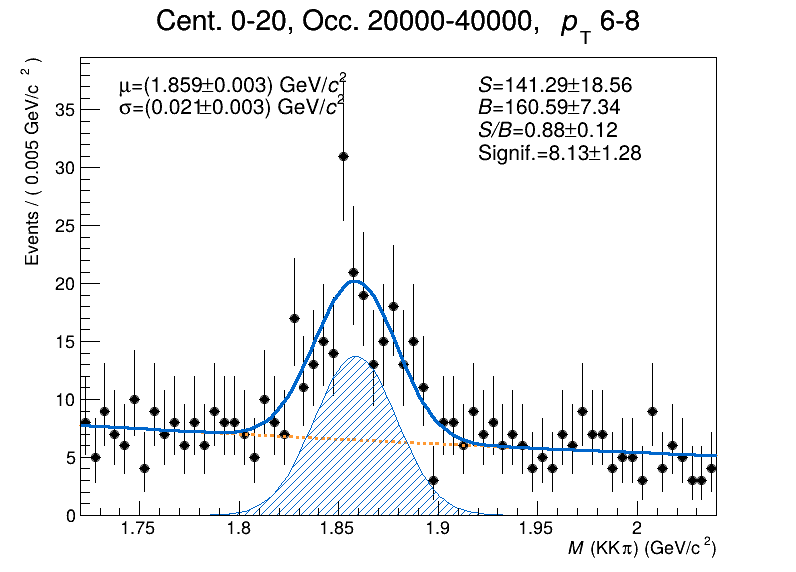 Cent. 0-20, Occ. 20000-40000, p_T 6-8
μ=(1.859±0.003) GeV/c²
σ=(0.021±0.003) GeV/c²
S=141.29±18.56
B=160.59±7.34
S/B=0.88±0.12
Signif.=8.13±1.28
Events / ( 0.005 GeV/c ² )
35
30
25
20
15
10
5
0
1.75 1.8 1.85 1.9 1.95 2
M (KKπ) (GeV/c ²)